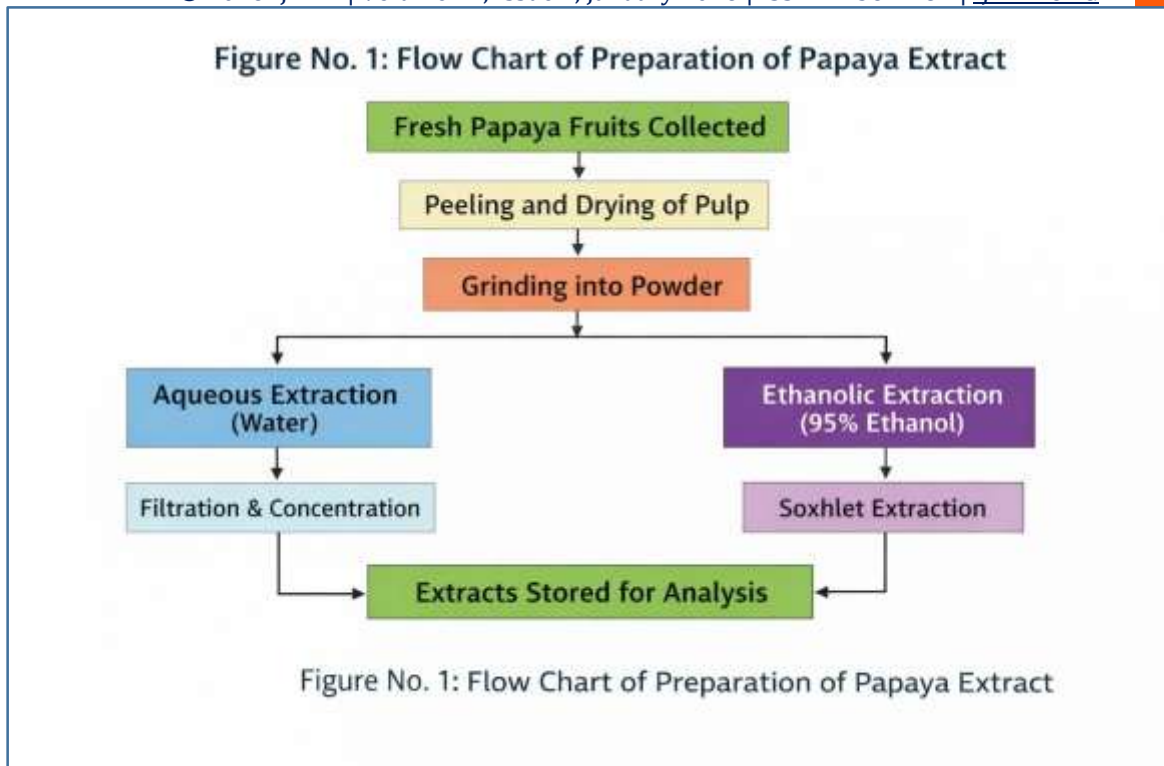 Figure No. 1: Flow Chart of Preparation of Papaya Extract
Fresh Papaya Fruits Collected
Peeling and Drying of Pulp
Grinding into Powder
Aqueous Extraction
(Water)
Ethanolic Extraction
(95% Ethanol)
Filtration & Concentration
Soxhlet Extraction
Extracts Stored for Analysis
Figure No. 1: Flow Chart of Preparation of Papaya Extract